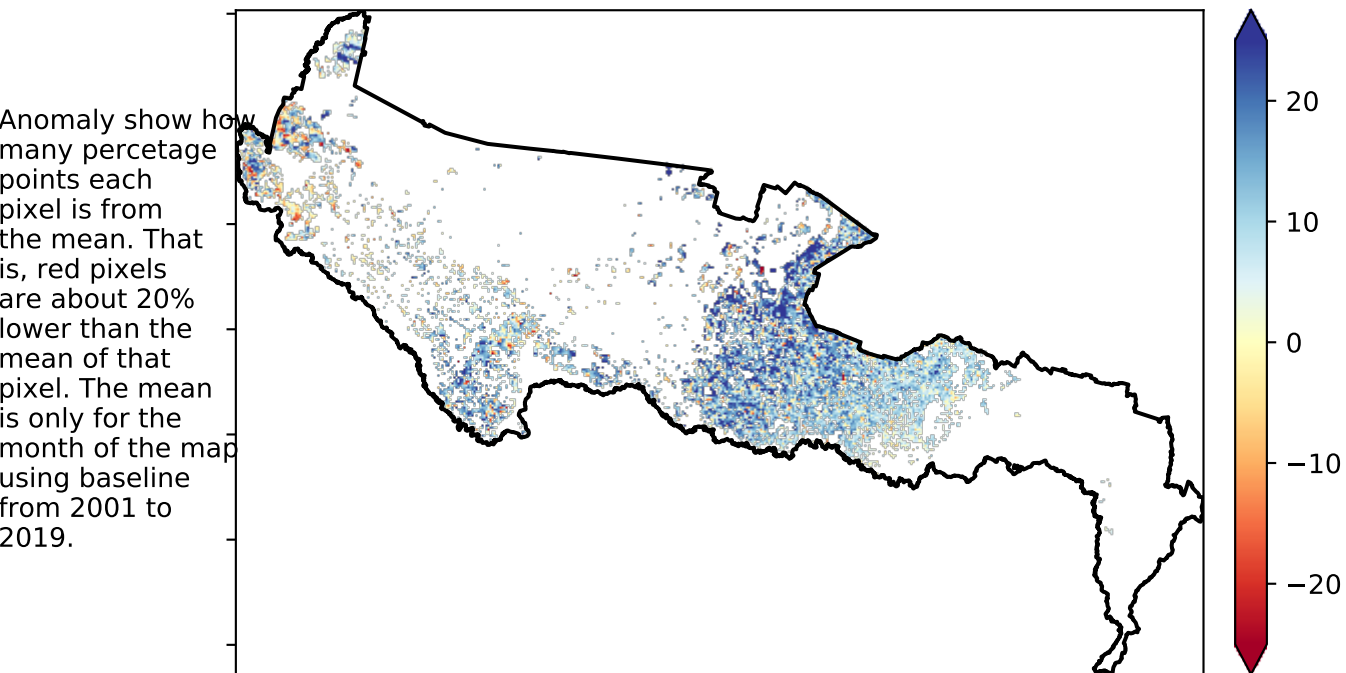 Anomaly show how
many percetage
points each
pixel is from
the mean. That
is, red pixels
are about 20%
lower than the
mean of that
pixel. The mean
is only for the
month of the map
using baseline
from 2001 to
2019.
20
10
0
−10
−20